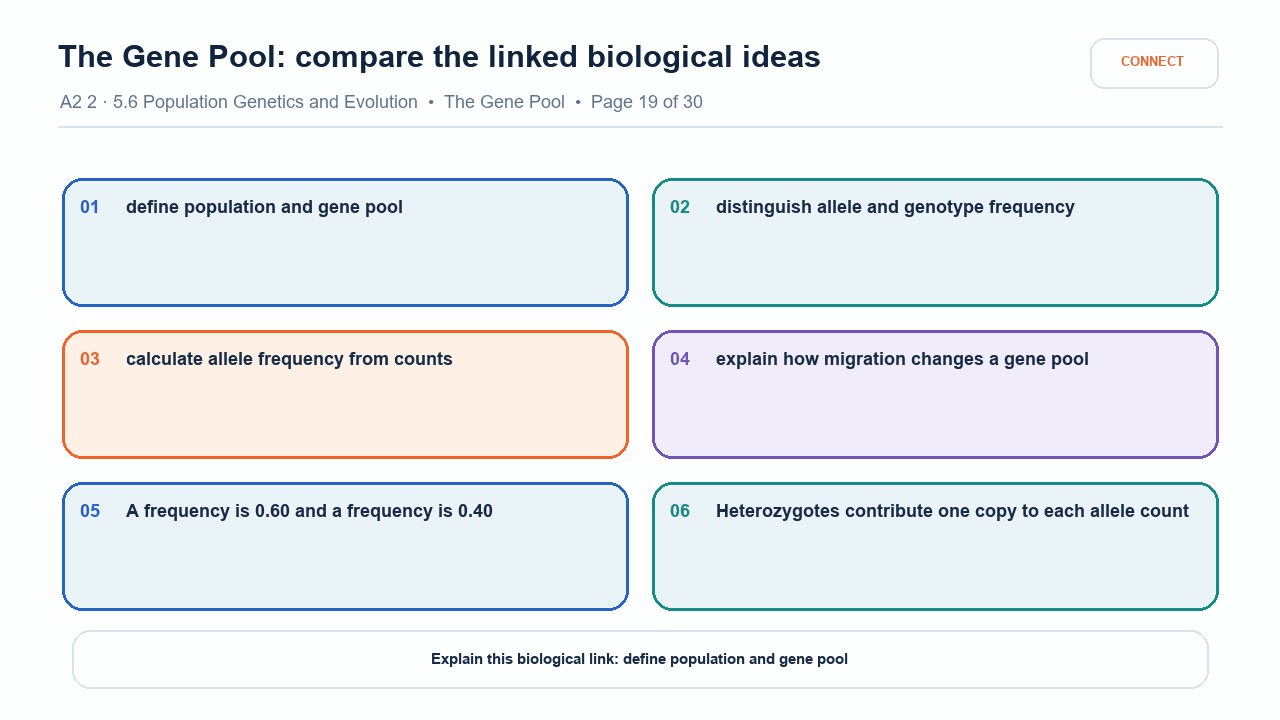 The Gene Pool: compare the linked biological ideas
CONNECT
A2 2 · 5.6 Population Genetics and Evolution • The Gene Pool • Page 19 of 30
01 define population and gene pool
02 distinguish allele and genotype frequency
03 calculate allele frequency from counts
04 explain how migration changes a gene pool
05 A frequency is 0.60 and a frequency is 0.40
06 Heterozygotes contribute one copy to each allele count
Explain this biological link: define population and gene pool